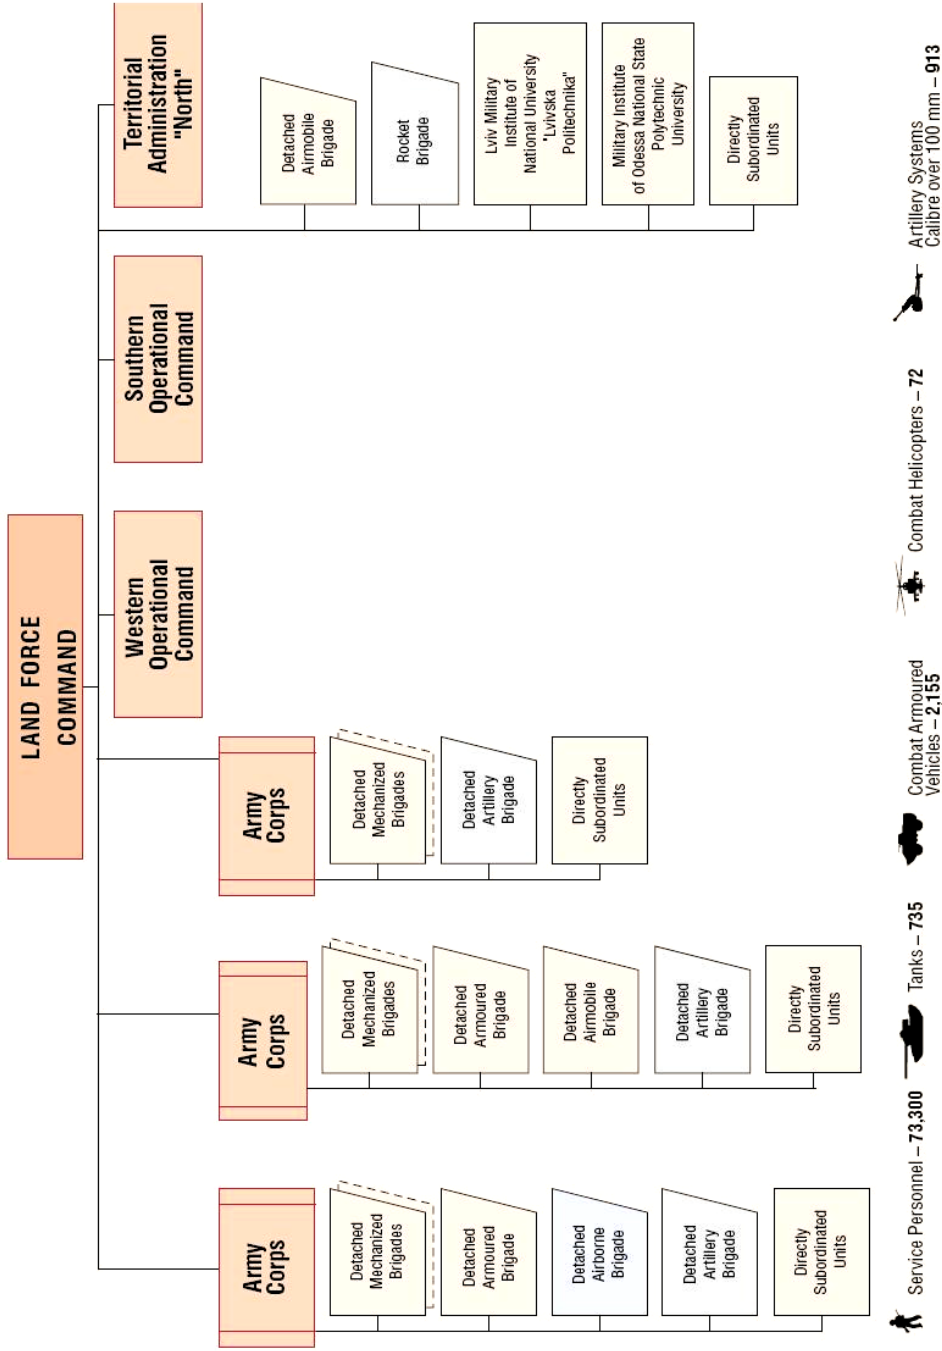 LAND FORCE
COMMAND
Army
Corps
Detached
Mechanized
Brigades
Detached
Armoured
Brigade
Detached
Airborne
Brigade
Detached
Artillery
Brigade
Directly
Subordinated
Units
Army
Corps
Detached
Mechanized
Brigades
Detached
Armoured
Brigade
Detached
Airmobile
Brigade
Detached
Artillery
Brigade
Directly
Subordinated
Units
Army
Corps
Detached
Mechanized
Brigades
Detached
Artillery
Brigade
Directly
Subordinated
Units
Western
Operational
Command
Southern
Operational
Command
Territorial
Administration
"North"
Detached
Airmobile
Brigade
Rocket
Brigade
Lviv Military
Institute of
National University
"Lvivska
Politechnika"
Military Institute
of Odessa National State
Polytechnic
University
Directly
Subordinated
Units
Service Personnel – 73,300
Tanks – 735
Combat Armoured
Vehicles – 2,155
Combat Helicopters – 72
Artillery Systems
Calibre over 100 mm – 913